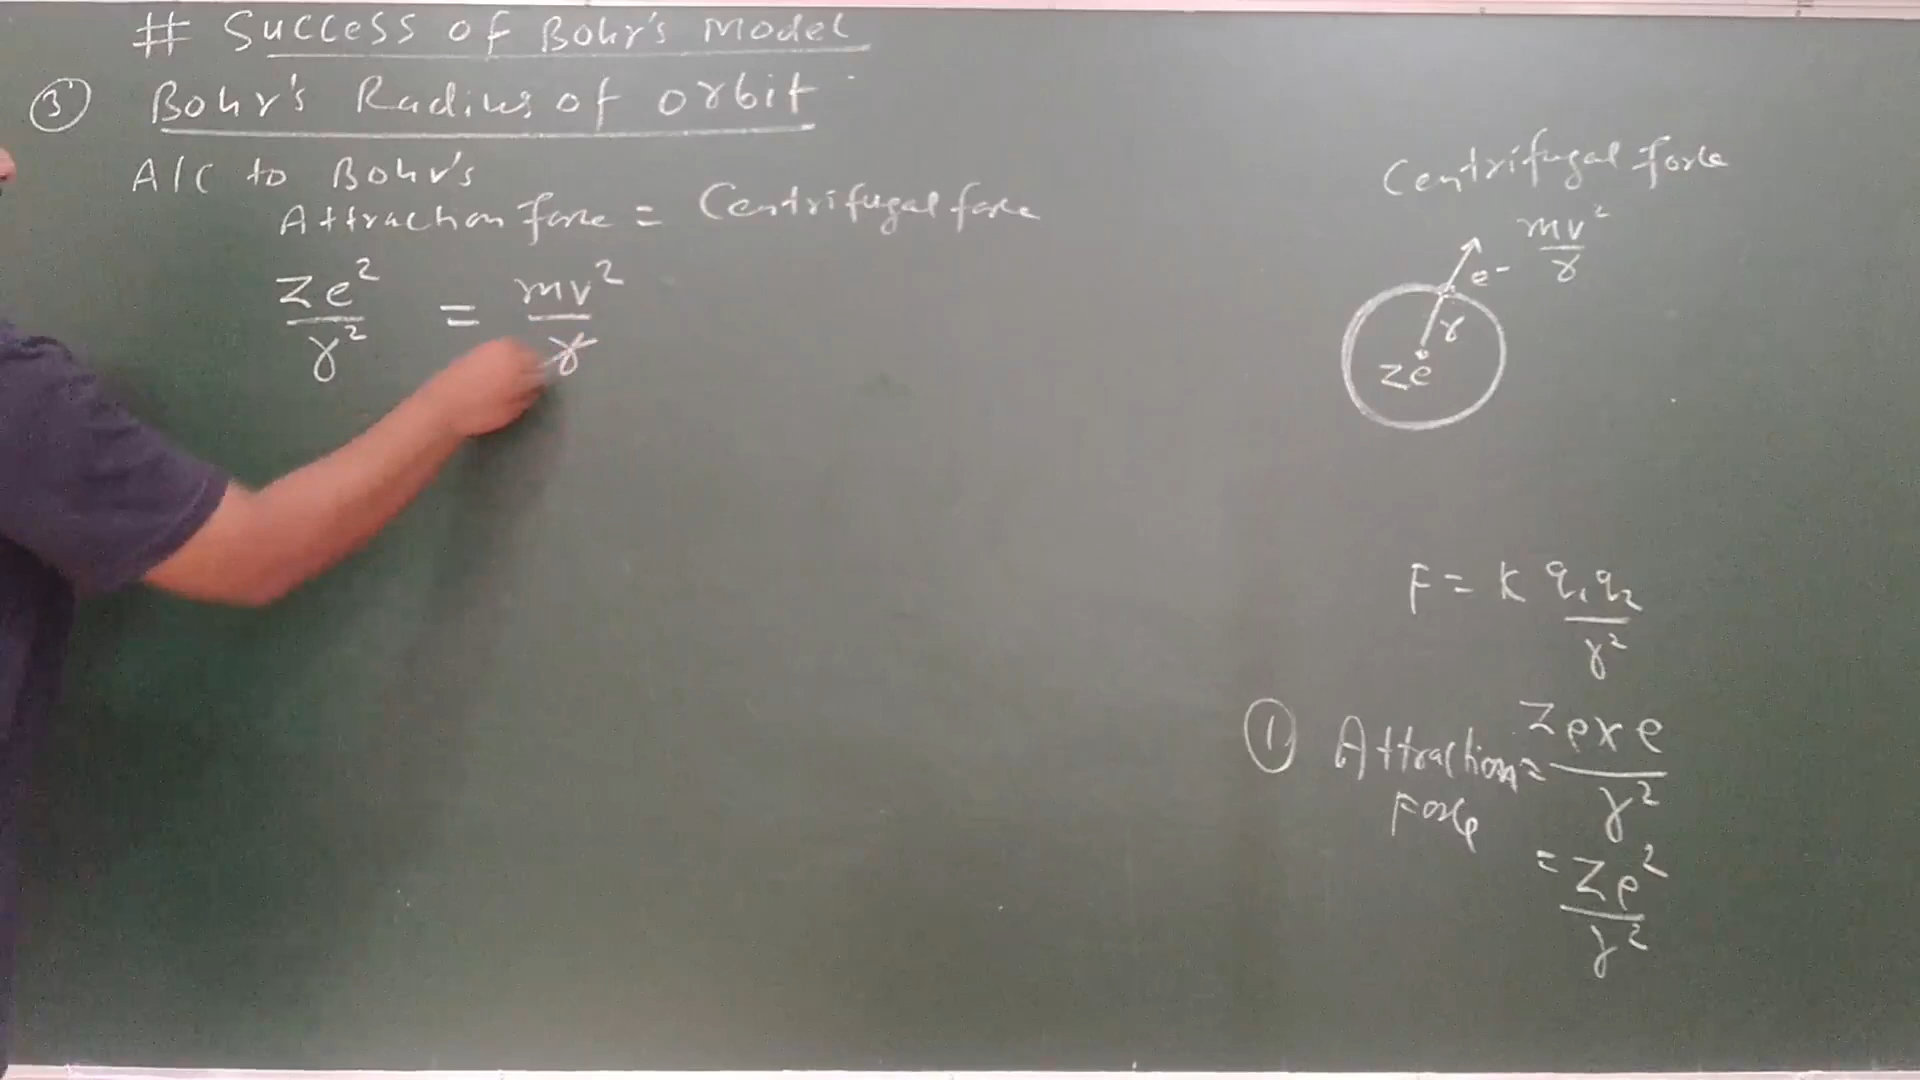 # Success of Bohr's Model
③ Bohr's Radius of orbit
A/C to Bohr's
Attraction force = Centrifugal force
Ze²/r² = mv²/r
Centrifugal force
mv²/r
e-
r
Ze
F = K q₁q₂/r²
① Attraction Force = Zexe/r²
= Ze²/r²